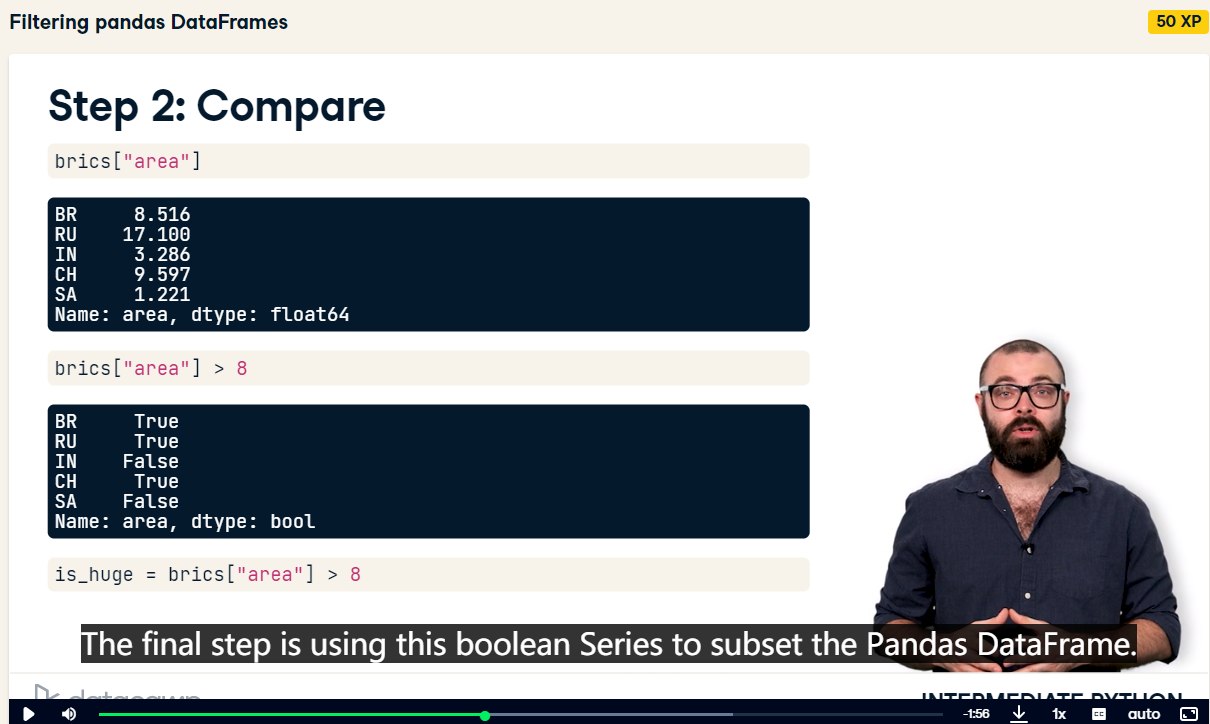 Filtering pandas DataFrames
50 XP
Step 2: Compare
brics["area"]
BR 8.516
RU 17.100
IN 3.286
CH 9.597
SA 1.221
Name: area, dtype: float64
brics["area"] > 8
BR True
RU True
IN False
CH True
SA False
Name: area, dtype: bool
is_huge = brics["area"] > 8
The final step is using this boolean Series to subset the Pandas DataFrame.
datacamp
INTERMEDIATE PYTHON
-1:56
1x
CC
auto